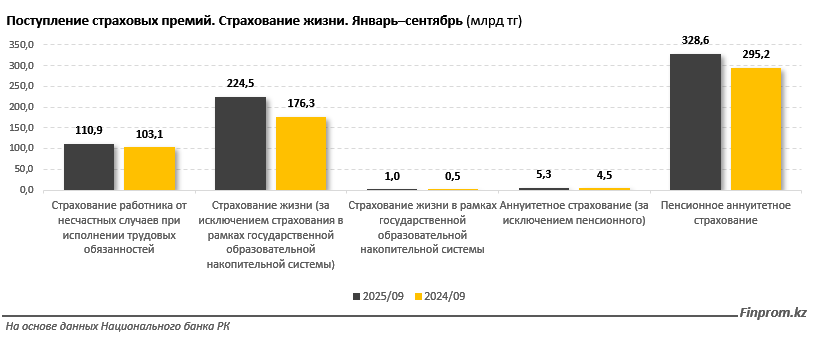 Поступление страховых премий. Страхование жизни. Январь–сентябрь (млрд тг)
350,0
300,0
250,0
200,0
150,0
100,0
50,0
0,0
110,9
103,1
224,5
176,3
1,0
0,5
5,3
4,5
328,6
295,2
Страхование работника от
несчастных случаев при
исполнении трудовых
обязанностей
Страхование жизни (за
исключением страхования в
рамках государственной
образовательной
накопительной системы)
Страхование жизни в рамках
государственной
образовательной
накопительной системы
Аннуитетное страхование (за
исключением пенсионного)
Пенсионное аннуитетное
страхование
2025/09
2024/09
Finprom.kz
На основе данных Национального банка РК